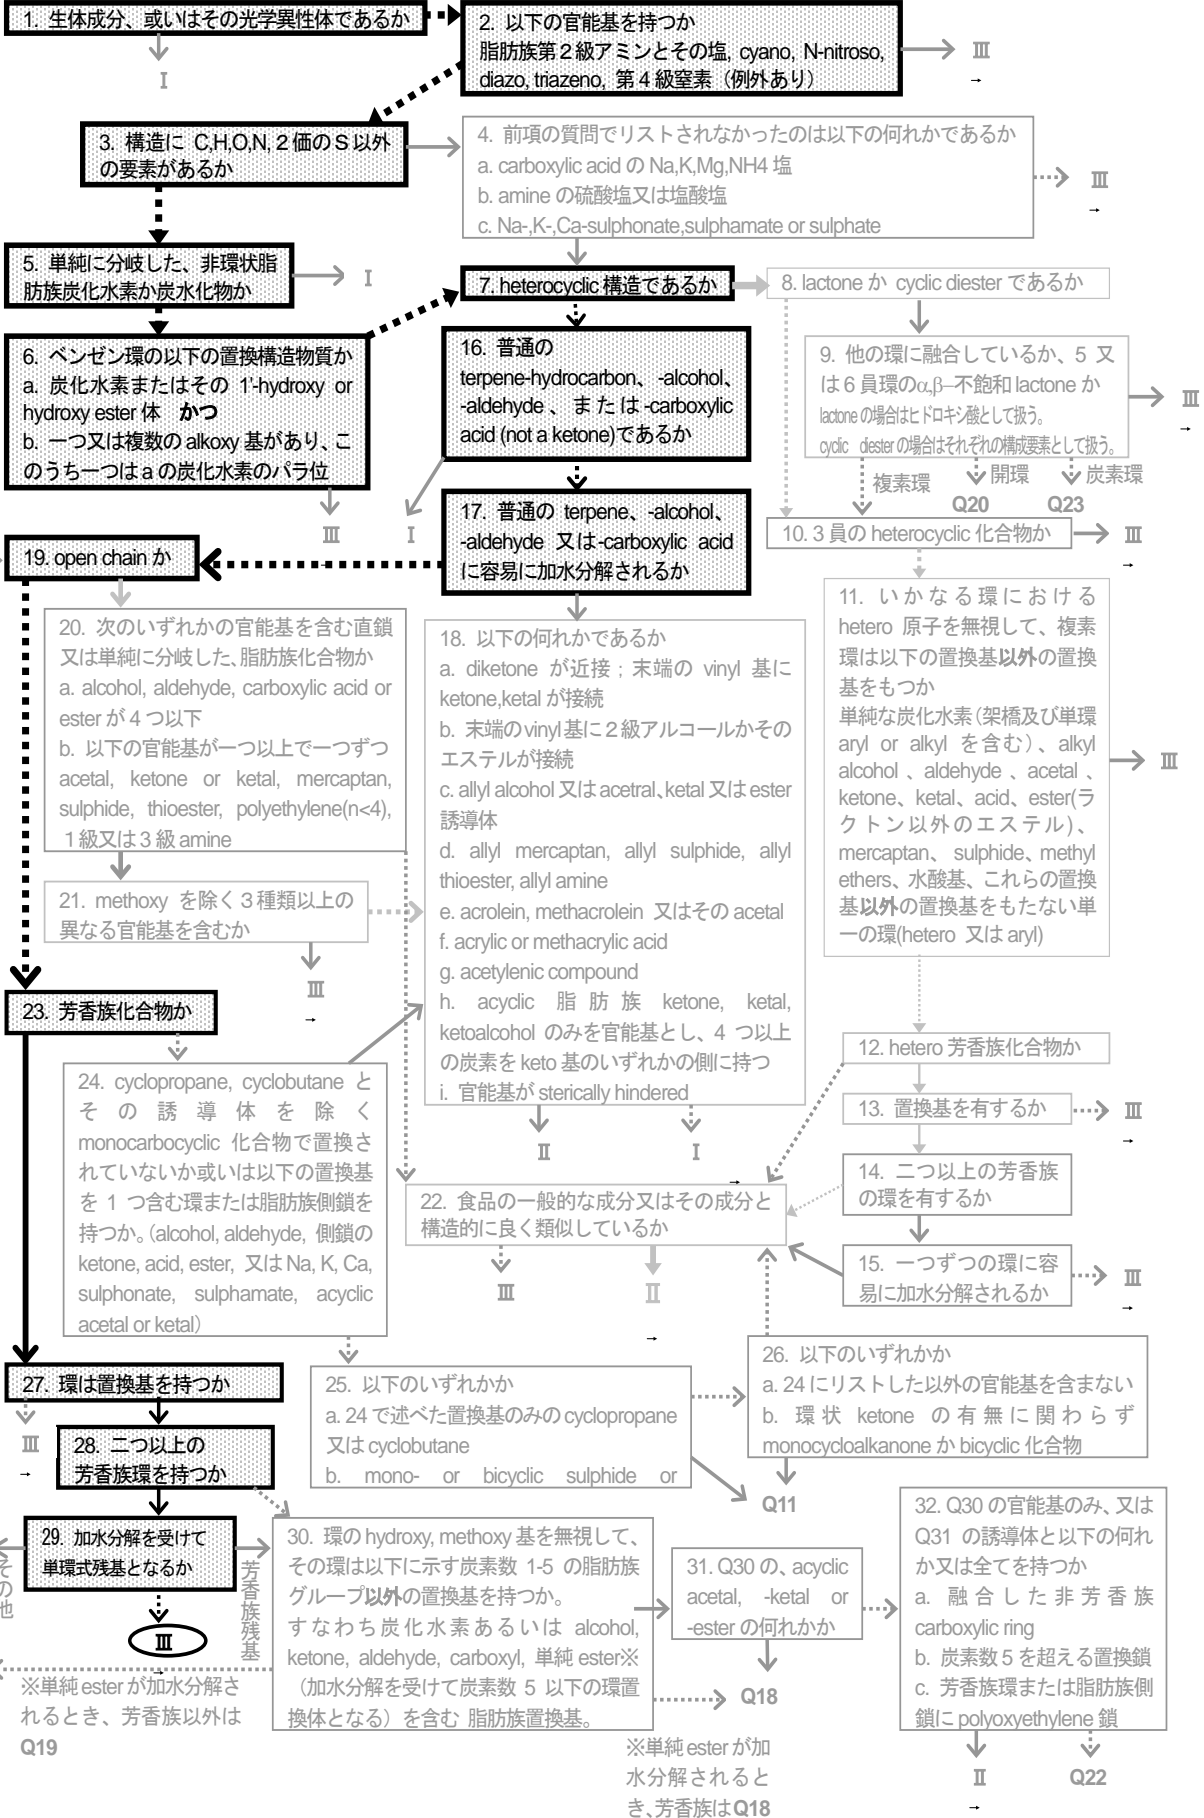 1. 生体成分、或いはその光学異性体であるか
Ⅰ
2. 以下の官能基を持つか
脂肪族第２級アミンとその塩, cyano, N-nitroso,
diazo, triazeno, 第４級窒素（例外あり）
Ⅲ
→
3. 構造に C,H,O,N,２価のＳ以外
の要素があるか
4. 前項の質問でリストされなかったのは以下の何れかであるか
a. carboxylic acid の Na,K,Mg,NH4 塩
b. amine の硫酸塩又は塩酸塩
c. Na-,K-,Ca-sulphonate,sulphamate or sulphate
Ⅲ
→
5. 単純に分岐した、非環状脂
肪族炭化水素か炭水化物か
Ⅰ
6. ベンゼン環の以下の置換構造物質か
a. 炭化水素またはその 1'-hydroxy or
hydroxy ester 体　かつ
b. 一つ又は複数の alkoxy 基があり、こ
のうち一つは a の炭化水素のパラ位
Ⅲ
→
7. heterocyclic 構造であるか
8. lactone か cyclic diester であるか
9. 他の環に融合しているか、５又
は６員環のα,β−不飽和 lactone か
lactone の場合はヒドロキシ酸として扱う。
cyclic diester の場合はそれぞれの構成要素として扱う。
Ⅲ
→
複素環
開環
炭素環
Q20
Q23
10. 3 員の heterocyclic 化合物か
Ⅲ
→
16. 普通の
terpene-hydrocarbon、-alcohol、
-aldehyde 、または-carboxylic
acid (not a ketone)であるか
Ⅰ
17. 普通の terpene、-alcohol、
-aldehyde 又は-carboxylic acid
に容易に加水分解されるか
19. open chain か
20. 次のいずれかの官能基を含む直鎖
又は単純に分岐した、脂肪族化合物か
a. alcohol, aldehyde, carboxylic acid or
ester が 4 つ以下
b. 以下の官能基が一つ以上で一つずつ
acetal, ketone or ketal, mercaptan,
sulphide, thioester, polyethylene(n<4),
１級又は３級 amine
21. methoxy を除く３種類以上の
異なる官能基を含むか
Ⅲ
→
18. 以下の何れかであるか
a. diketone が近接；末端の vinyl 基に
ketone,ketal が接続
b. 末端のvinyl基に２級アルコールかその
エステルが接続
c. allyl alcohol 又は acetral、ketal 又は ester
誘導体
d. allyl mercaptan, allyl sulphide, allyl
thioester, allyl amine
e. acrolein, methacrolein 又はその acetal
f. acrylic or methacrylic acid
g. acetylenic compound
h. acyclic 脂肪族 ketone, ketal,
ketoalcohol のみを官能基とし、4 つ以上
の炭素を keto 基のいずれかの側に持つ
i. 官能基が sterically hindered
Ⅱ
Ⅰ
→
11. いかなる環における
hetero 原子を無視して、複素
環は以下の置換基以外の置換
基をもつか
単純な炭化水素（架橋及び単環
aryl or alkyl を含む）、alkyl
alcohol 、aldehyde 、acetal 、
ketone、ketal、acid、ester(ラ
クトン以外のエステル)、
mercaptan、 sulphide、methyl
ethers、水酸基、これらの置換
基以外の置換基をもたない単
一の環(hetero 又は aryl)
Ⅲ
→
12. hetero 芳香族化合物か
13. 置換基を有するか
Ⅲ
→
14. 二つ以上の芳香族
の環を有するか
15. 一つずつの環に容
易に加水分解されるか
Ⅲ
→
22. 食品の一般的な成分又はその成分と
構造的に良く類似しているか
Ⅲ
Ⅱ
→
23. 芳香族化合物か
24. cyclopropane, cyclobutane と
その誘導体を除く
monocarbocyclic 化合物で置換さ
れていないか或いは以下の置換基
を 1 つ含む環または脂肪族側鎖を
持つか。（alcohol, aldehyde, 側鎖の
ketone, acid, ester, 又は Na, K, Ca,
sulphonate, sulphamate, acyclic
acetal or ketal）
25. 以下のいずれかか
a. 24 で述べた置換基のみの cyclopropane
又は cyclobutane
b. mono- or bicyclic sulphide or
26. 以下のいずれかか
a. 24 にリストした以外の官能基を含まない
b. 環状 ketone の有無に関わらず
monocycloalkanone か bicyclic 化合物
Q11
27. 環は置換基を持つか
Ⅲ
→
28. 二つ以上の
芳香族環を持つか
29. 加水分解を受けて
単環式残基となるか
その他
芳香族残基
Ⅲ
→
※単純 ester が加水分解さ
れるとき、芳香族以外は
Q19
30. 環の hydroxy, methoxy 基を無視して、
その環は以下に示す炭素数 1-5 の脂肪族
グループ以外の置換基を持つか。
すなわち炭化水素あるいは alcohol,
ketone, aldehyde, carboxyl, 単純 ester※
（加水分解を受けて炭素数 5 以下の環置
換体となる）を含む 脂肪族置換基。
31. Q30 の、acyclic
acetal, -ketal or
-ester の何れかか
Q18
※単純 ester が加
水分解されると
き、芳香族は Q18
32. Q30 の官能基のみ、又は
Q31 の誘導体と以下の何れ
か又は全てを持つか
a. 融合した非芳香族
carboxylic ring
b. 炭素数５を超える置換鎖
c. 芳香族環または脂肪族側
鎖に polyoxyethylene 鎖
Ⅱ
→
Q22